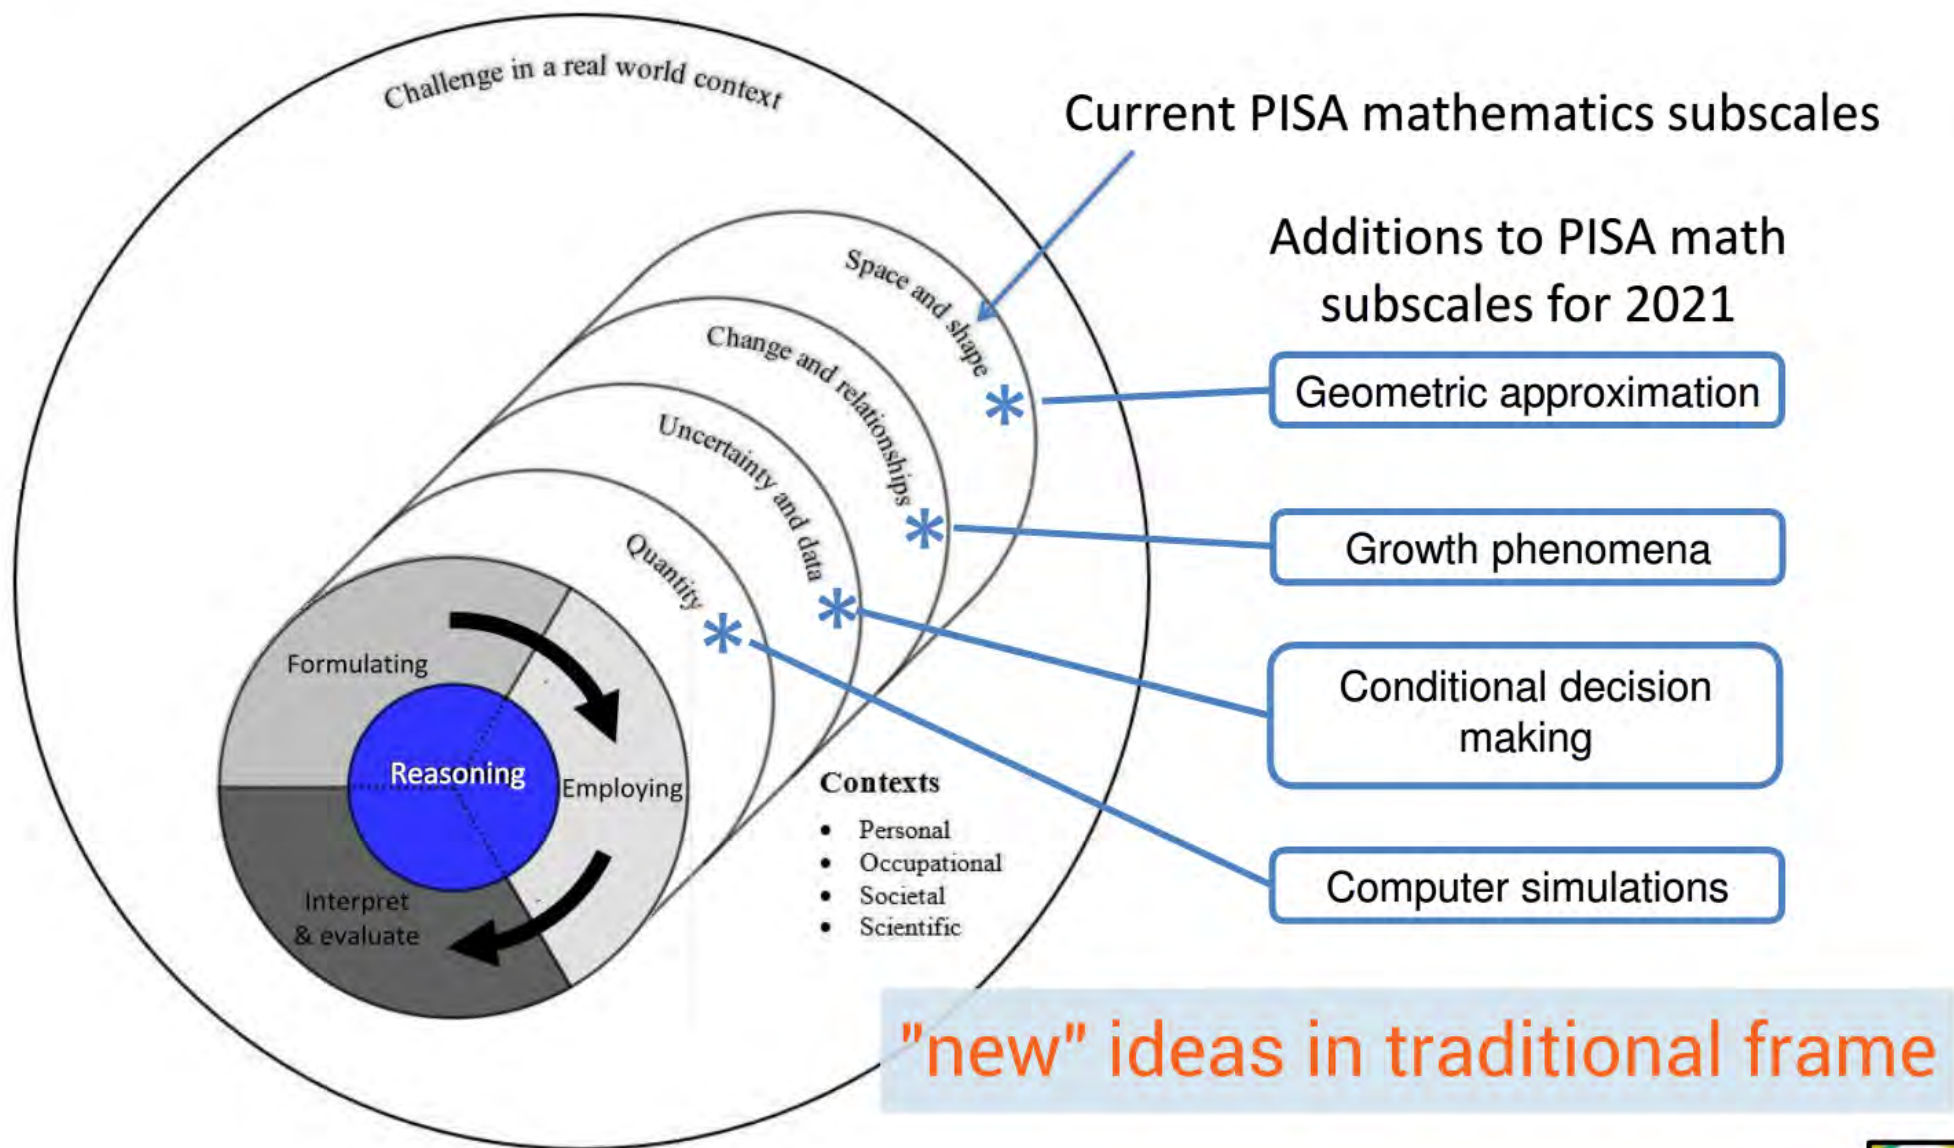 Challenge in a real world context
Current PISA mathematics subscales
Additions to PISA math
subscales for 2021
Space and shape
*
Geometric approximation
Change and relationships
*
Growth phenomena
Uncertainty and data
*
Conditional decision
making
Quantity
*
Computer simulations
Formulating
Reasoning
Employing
Interpret
& evaluate
Contexts
• Personal
• Occupational
• Societal
• Scientific
"new" ideas in traditional frame